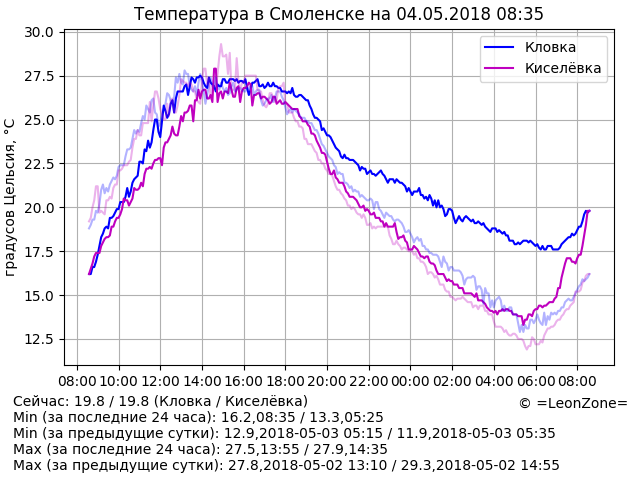 Температура в Смоленске на 04.05.2018 08:35
градусов Цельсия, °C
30.0
27.5
25.0
22.5
20.0
17.5
15.0
12.5
Кловка
Киселёвка
08:00 10:00 12:00 14:00 16:00 18:00 20:00 22:00 00:00 02:00 04:00 06:00 08:00
Сейчас: 19.8 / 19.8 (Кловка / Киселёвка)
© =LeonZone=
Min (за последние 24 часа): 16.2,08:35 / 13.3,05:25
Min (за предыдущие сутки): 12.9,2018-05-03 05:15 / 11.9,2018-05-03 05:35
Max (за последние 24 часа): 27.5,13:55 / 27.9,14:35
Max (за предыдущие сутки): 27.8,2018-05-02 13:10 / 29.3,2018-05-02 14:55